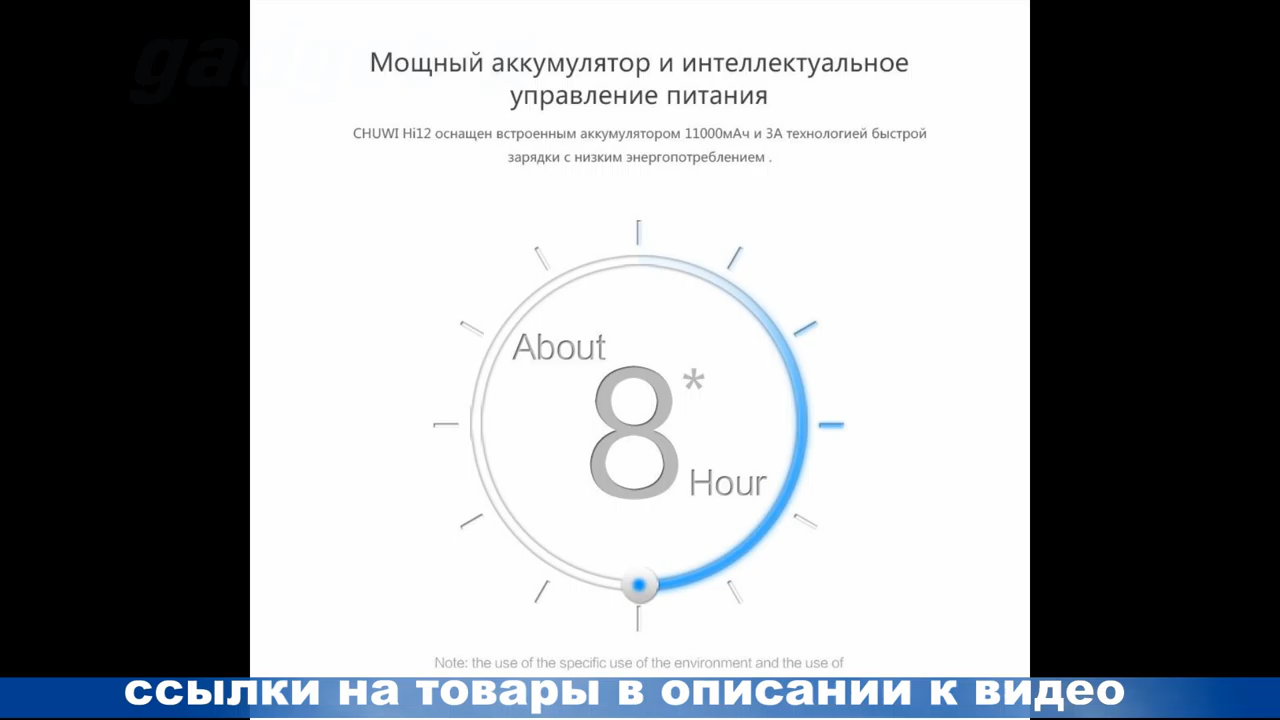 Мощный аккумулятор и интеллектуальное
управление питания
CHUWI Hi12 оснащен встроенным аккумулятором 11000мАч и 3А технологией быстрой
зарядки с низким энергопотреблением .
About
8*
Hour
Note: the use of the specific use of the environment and the use of
ссылки на товары в описании к видео